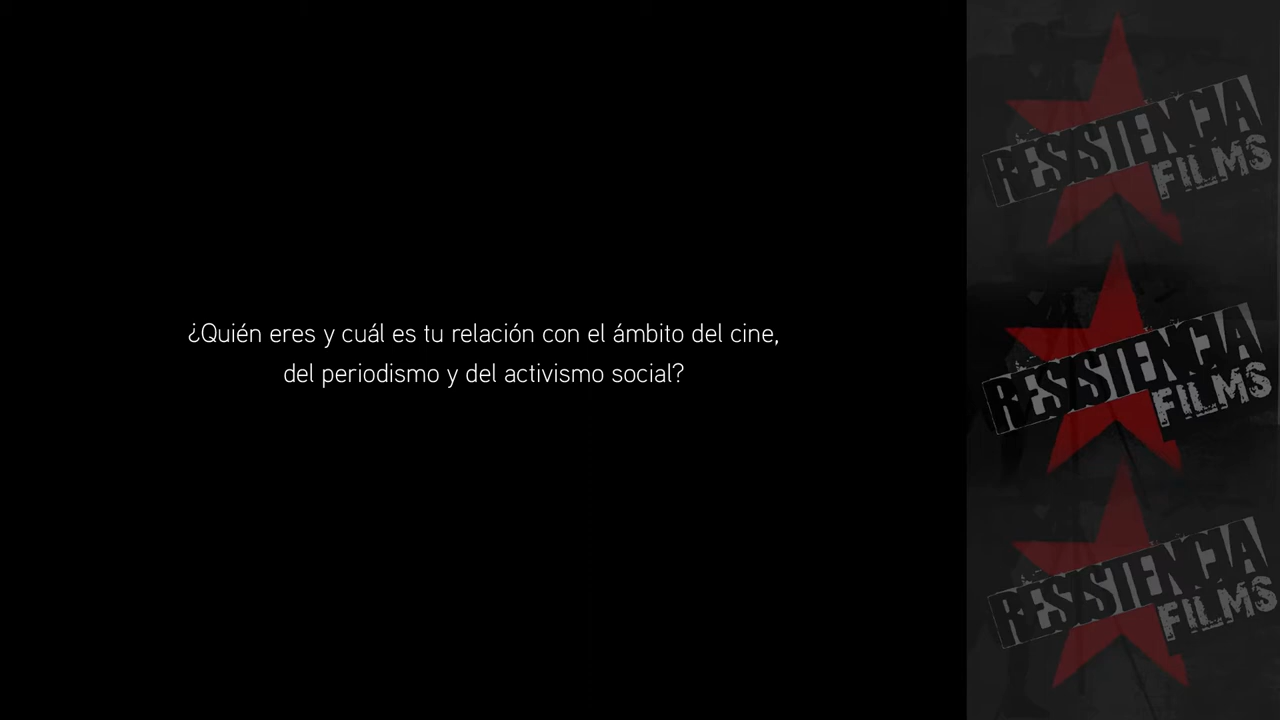 ¿Quién eres y cuál es tu relación con el ámbito del cine,
del periodismo y del activismo social?
RESISTENCIA
FILMS
RESISTENCIA
FILMS
RESISTENCIA
FILMS